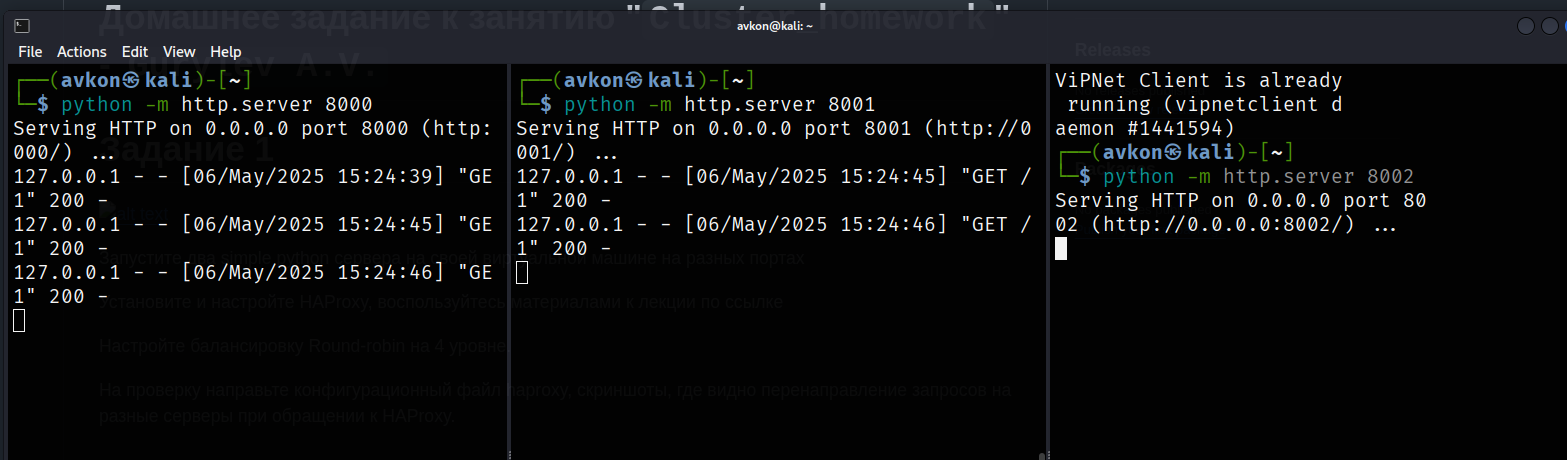 Домашнее задание к занятию "Cluster homework"
avkon@kali: ~
File Actions Edit View Help
Releases
A.V.
┌──(avkon㉿kali)-[~]
└─$ python -m http.server 8000
Serving HTTP on 0.0.0.0 port 8000 (http:
000/) ...
127.0.0.1 - - [06/May/2025 15:24:39] "GE
1" 200 -
127.0.0.1 - - [06/May/2025 15:24:45] "GE
1" 200 -
127.0.0.1 - - [06/May/2025 15:24:46] "GE
1" 200 -
┌──(avkon㉿kali)-[~]
└─$ python -m http.server 8001
Serving HTTP on 0.0.0.0 port 8001 (http://0
001/) ...
127.0.0.1 - - [06/May/2025 15:24:45] "GET /
1" 200 -
127.0.0.1 - - [06/May/2025 15:24:46] "GET /
1" 200 -
ViPNet Client is already
running (vipnetclient d
aemon #1441594)
┌──(avkon㉿kali)-[~]
└─$ python -m http.server 8002
Serving HTTP on 0.0.0.0 port 80
02 (http://0.0.0.0:8002/) ...
Задание 1
Запустите два simple python сервера на своей виртуальной машине на разных портах
Установите и настройте HAProxy, воспользуйтесь материалами к лекции по ссылке
Настройте балансировку Round-robin на 4 уровне.
На проверку направьте конфигурационный файл haproxy, скриншоты, где видно перенаправление запросов на
разные серверы при обращении к HAProxy.